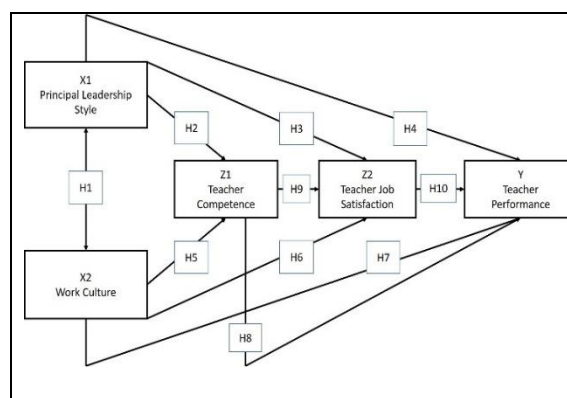 X1
Principal Leadership
Style
H2
H3
H4
H1
Z1
Teacher
Competence
H9
Z2
Teacher Job
Satisfaction
H10
Y
Teacher
Performance
X2
Work Culture
H5
H6
H7
H8